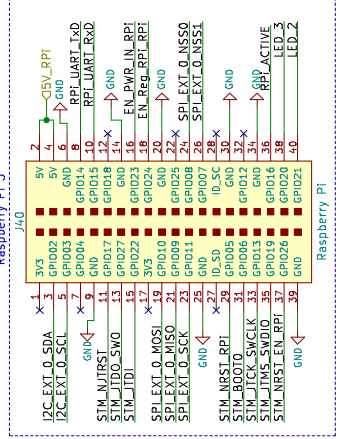 5V_RPi
GND
RPi_UART_TxD
RPi_UART_RxD
GND
EN_PWR_IN_RPi
EN_Reg_RPi_RPi
GND
SPI_EXT_0_NSS0
SPI_EXT_0_NSS1
GND
GND
RPi_ACTIVE
LED_3
LED_2
2 4 6 8 10 12 14 16 18 20 22 24 26 28 30 32 34 36 38 40
5V
5V
GND
GPIO14
GPIO15
GPIO18
GND
GPIO23
GPIO24
GND
GPIO25
GPIO08
GPIO07
ID_SC
GND
GPIO12
GND
GPIO16
GPIO20
GPIO21
J40
Raspberry Pi
3V3
GPIO02
GPIO03
GPIO04
GND
GPIO17
GPIO27
GPIO22
3V3
GPIO10
GPIO09
GPIO11
GND
ID_SD
GPIO05
GPIO06
GPIO13
GPIO19
GPIO26
GND
1 3 5 7 9 11 13 15 17 19 21 23 25 27 29 31 33 35 37 39
I2C_EXT_0_SDA
I2C_EXT_0_SCL
GND
STM_NJTRST
STM_JTDO_SWO
STM_JTDI
SPI_EXT_0_MOSI
SPI_EXT_0_MISO
SPI_EXT_0_SCK
GND
STM_NRST_RPi
STM_BOOT0
STM_JTCK_SWCLK
STM_JTMS_SWDIO
STM_NRST_EN_RPi
GND